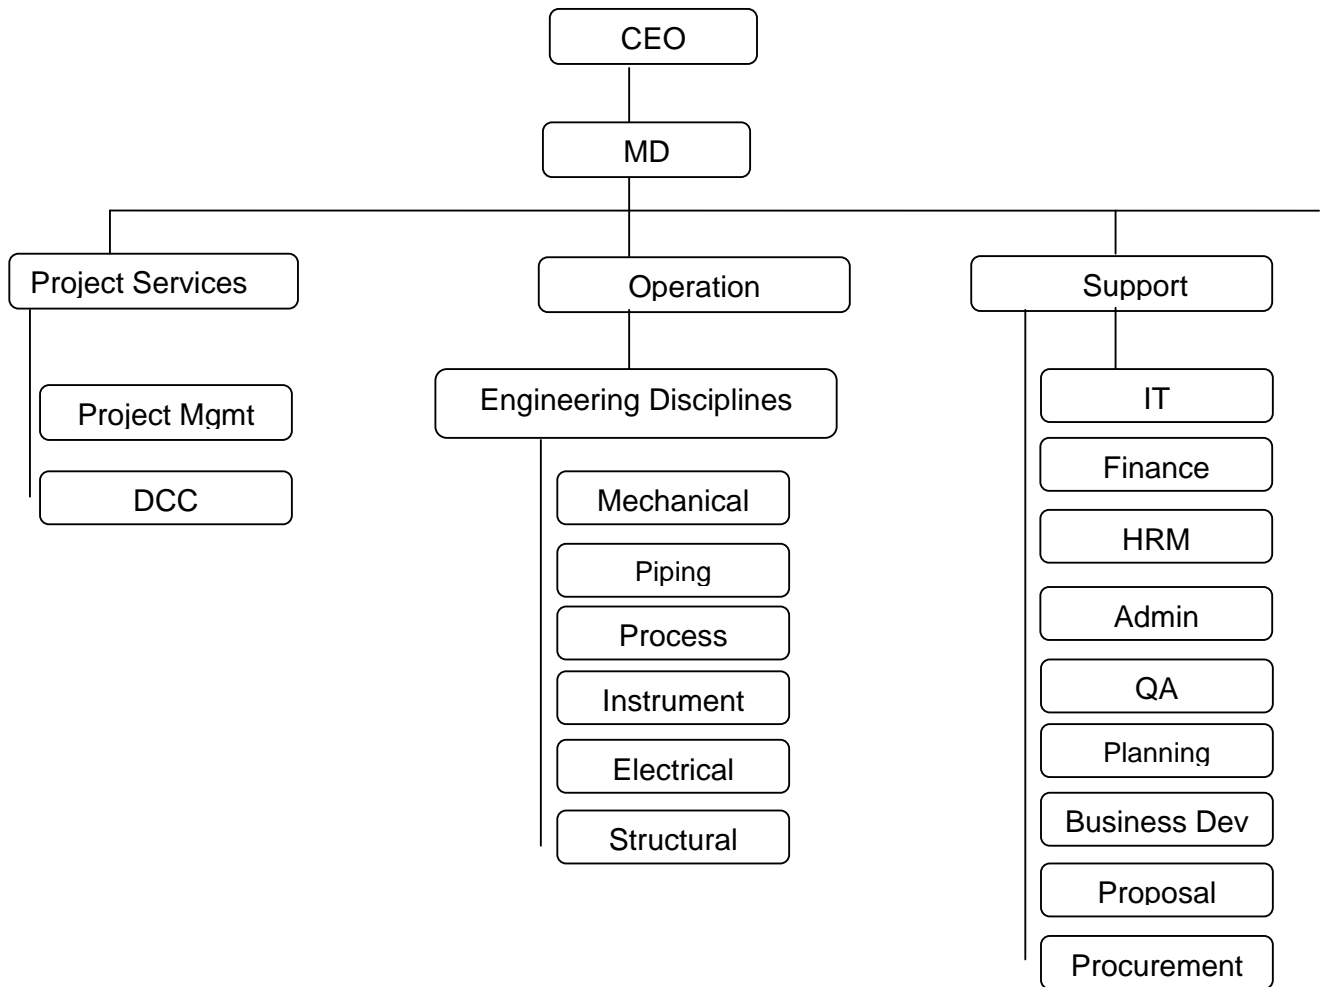 CEO
MD
Project Services
Operation
Support
Project Mgmt
DCC
Engineering Disciplines
Mechanical
Piping
Process
Instrument
Electrical
Structural
IT
Finance
HRM
Admin
QA
Planning
Business Dev
Proposal
Procurement